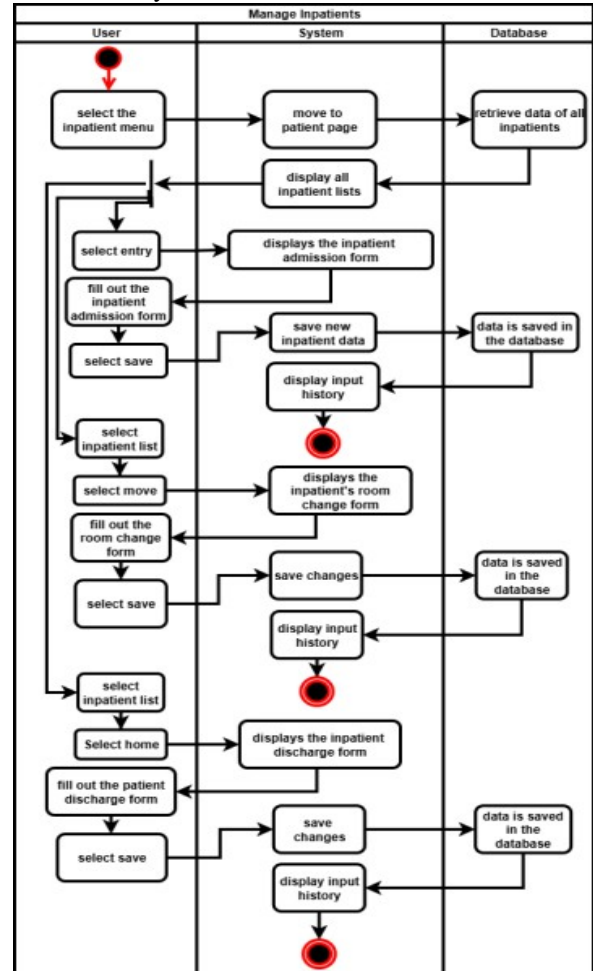 Manage Inpatients
User
System
Database
select the
inpatient menu
move to
patient page
retrieve data of all
inpatients
display all
inpatient lists
select entry
displays the inpatient
admission form
fill out the
inpatient
admission form
select save
save new
inpatient data
data is saved in
the database
display input
history
select
inpatient list
select move
displays the
inpatient's room
change form
fill out the
room change
form
select save
save changes
data is saved
in the
database
display input
history
select
inpatient list
Select home
displays the inpatient
discharge form
fill out the patient
discharge form
select save
save
changes
data is saved
in the
database
display input
history